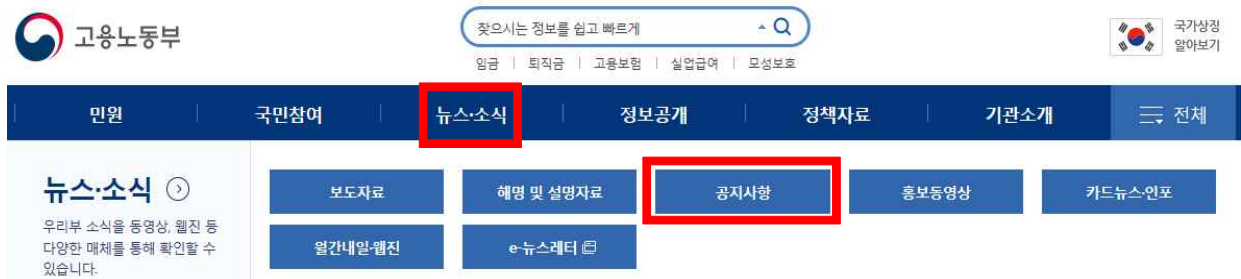 고용노동부
찾으시는 정보를 쉽고 빠르게
임금 | 퇴직금 | 고용보험 | 실업급여 | 모성보호
국가상징
알아보기
민원 국민참여 뉴스·소식 정보공개 정책자료 기관소개 전체
뉴스·소식
우리부 소식을 동영상, 웹진 등
다양한 매체를 통해 확인할 수
있습니다.
보도자료 해명 및 설명자료 공지사항 홍보동영상 카드뉴스·인포
월간내일·웹진 e-뉴스레터